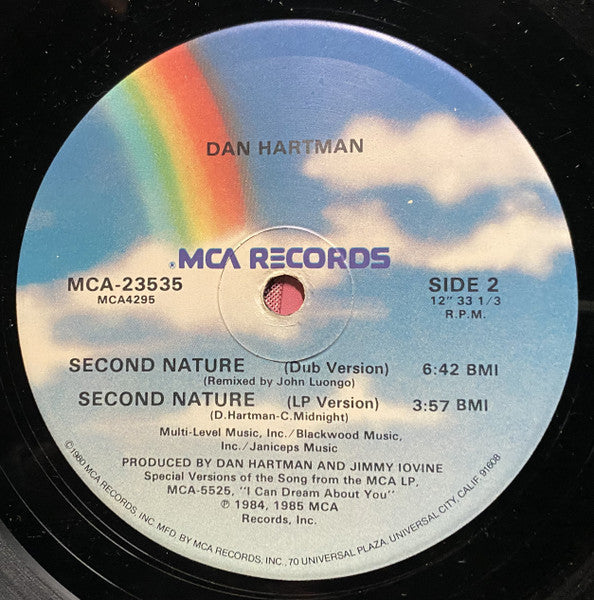 DAN HARTMAN
®MCA RECORDS
MCA-23535
MCA4295
SIDE 2
12" 33 1/3
R.P.M.
SECOND NATURE (Dub Version) 6:42 BMI
(Remixed by John Luongo)
SECOND NATURE (LP Version) 3:57 BMI
(D.Hartman-C.Midnight)
Multi-Level Music, Inc./Blackwood Music,
Inc./Janiceps Music
PRODUCED BY DAN HARTMAN AND JIMMY IOVINE
Special Versions of the Song from the MCA LP,
MCA-5525, "I Can Dream About You"
℗ 1984, 1985 MCA
Records, Inc.
©1980 MCA RECORDS, INC. MFD. BY MCA RECORDS, INC., 70 UNIVERSAL PLAZA, UNIVERSAL CITY, CALIF. 91608